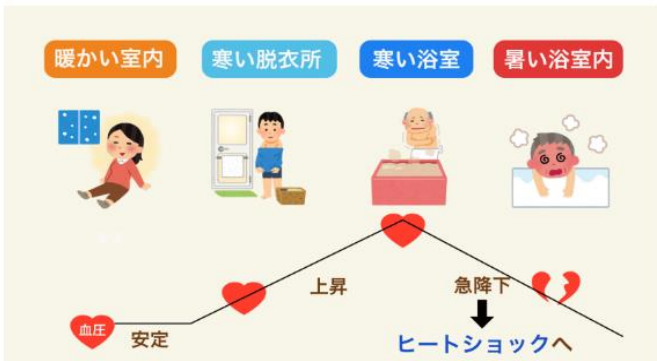 暖かい室内
寒い脱衣所
寒い浴室
暑い浴室内
血圧
安定
上昇
急降下
ヒートショックへ